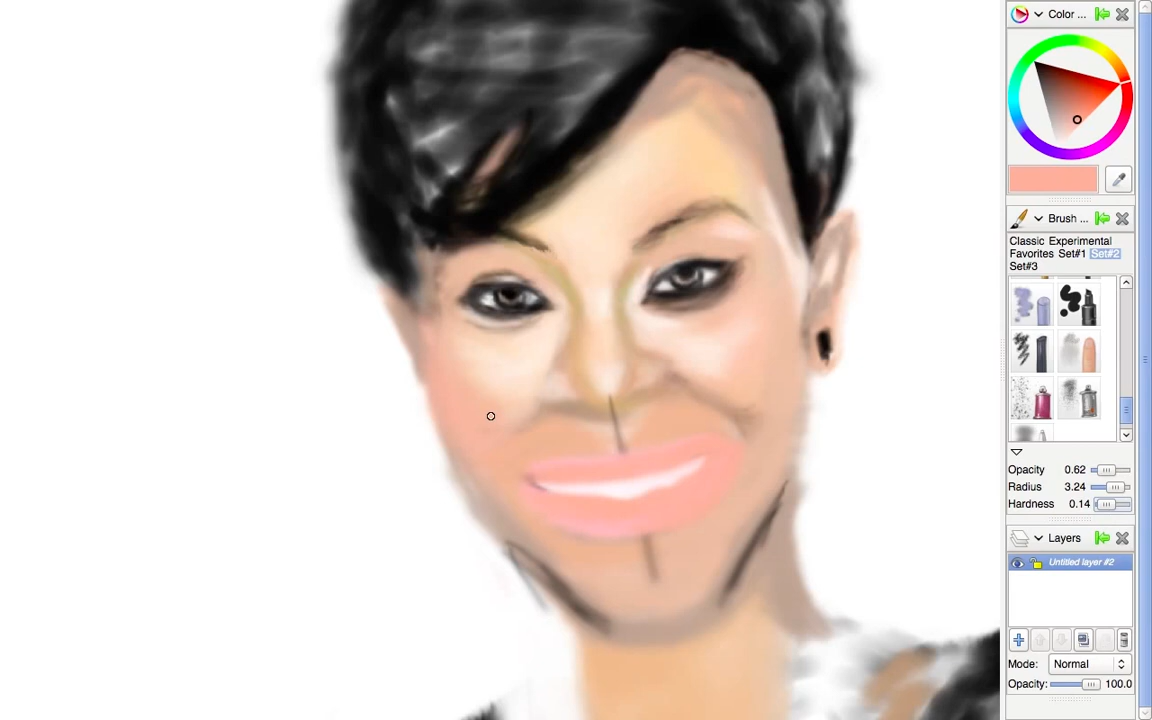 Color ...
Brush ...
Classic Experimental
Favorites Set#1 Set#2
Set#3
Opacity 0.62
Radius 3.24
Hardness 0.14
Layers
Untitled layer #2
Mode: Normal
Opacity: 100.0